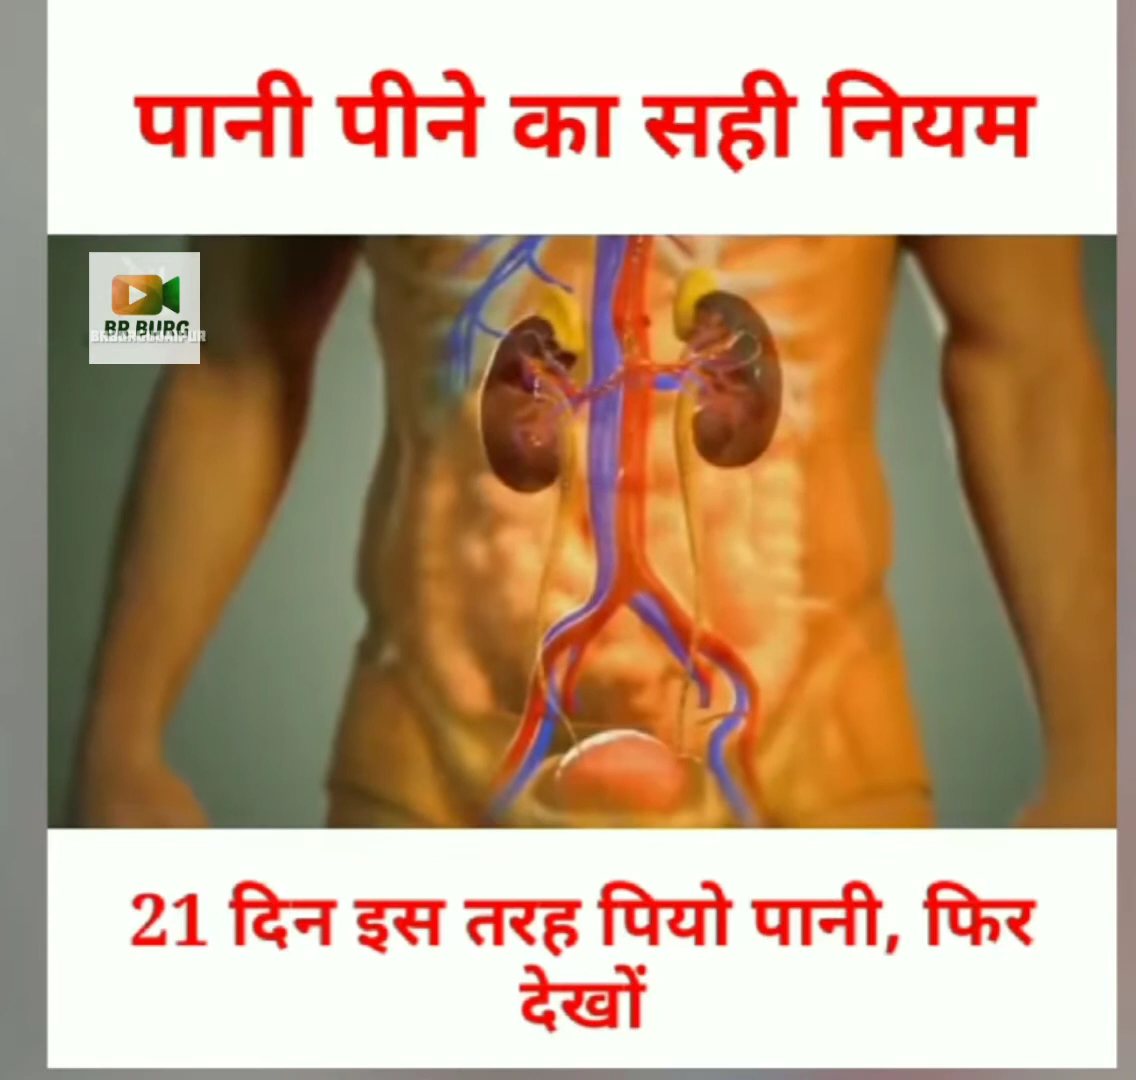 पानी पीने का सही नियम
BR BURG
21 दिन इस तरह पियो पानी, फिर
देखों